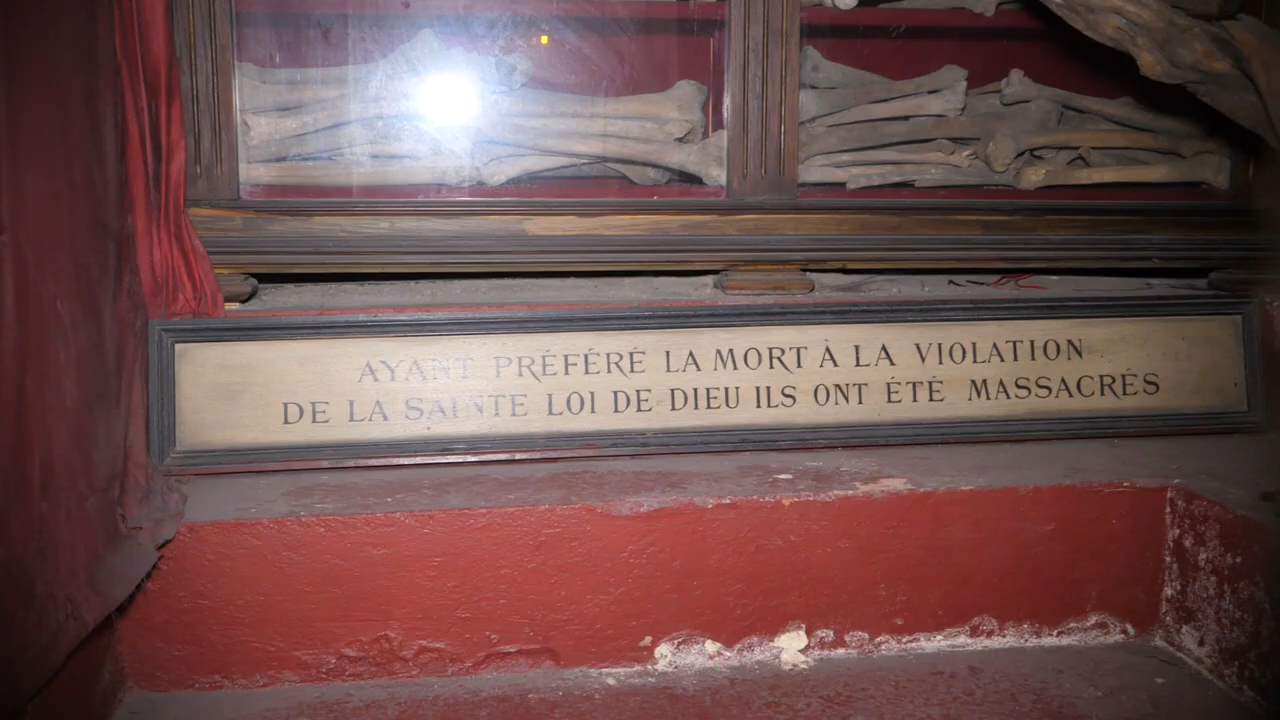 AYANT PRÉFÉRÉ LA MORT À LA VIOLATION
DE LA SAINTE LOI DE DIEU ILS ONT ÉTÉ MASSACRÉS